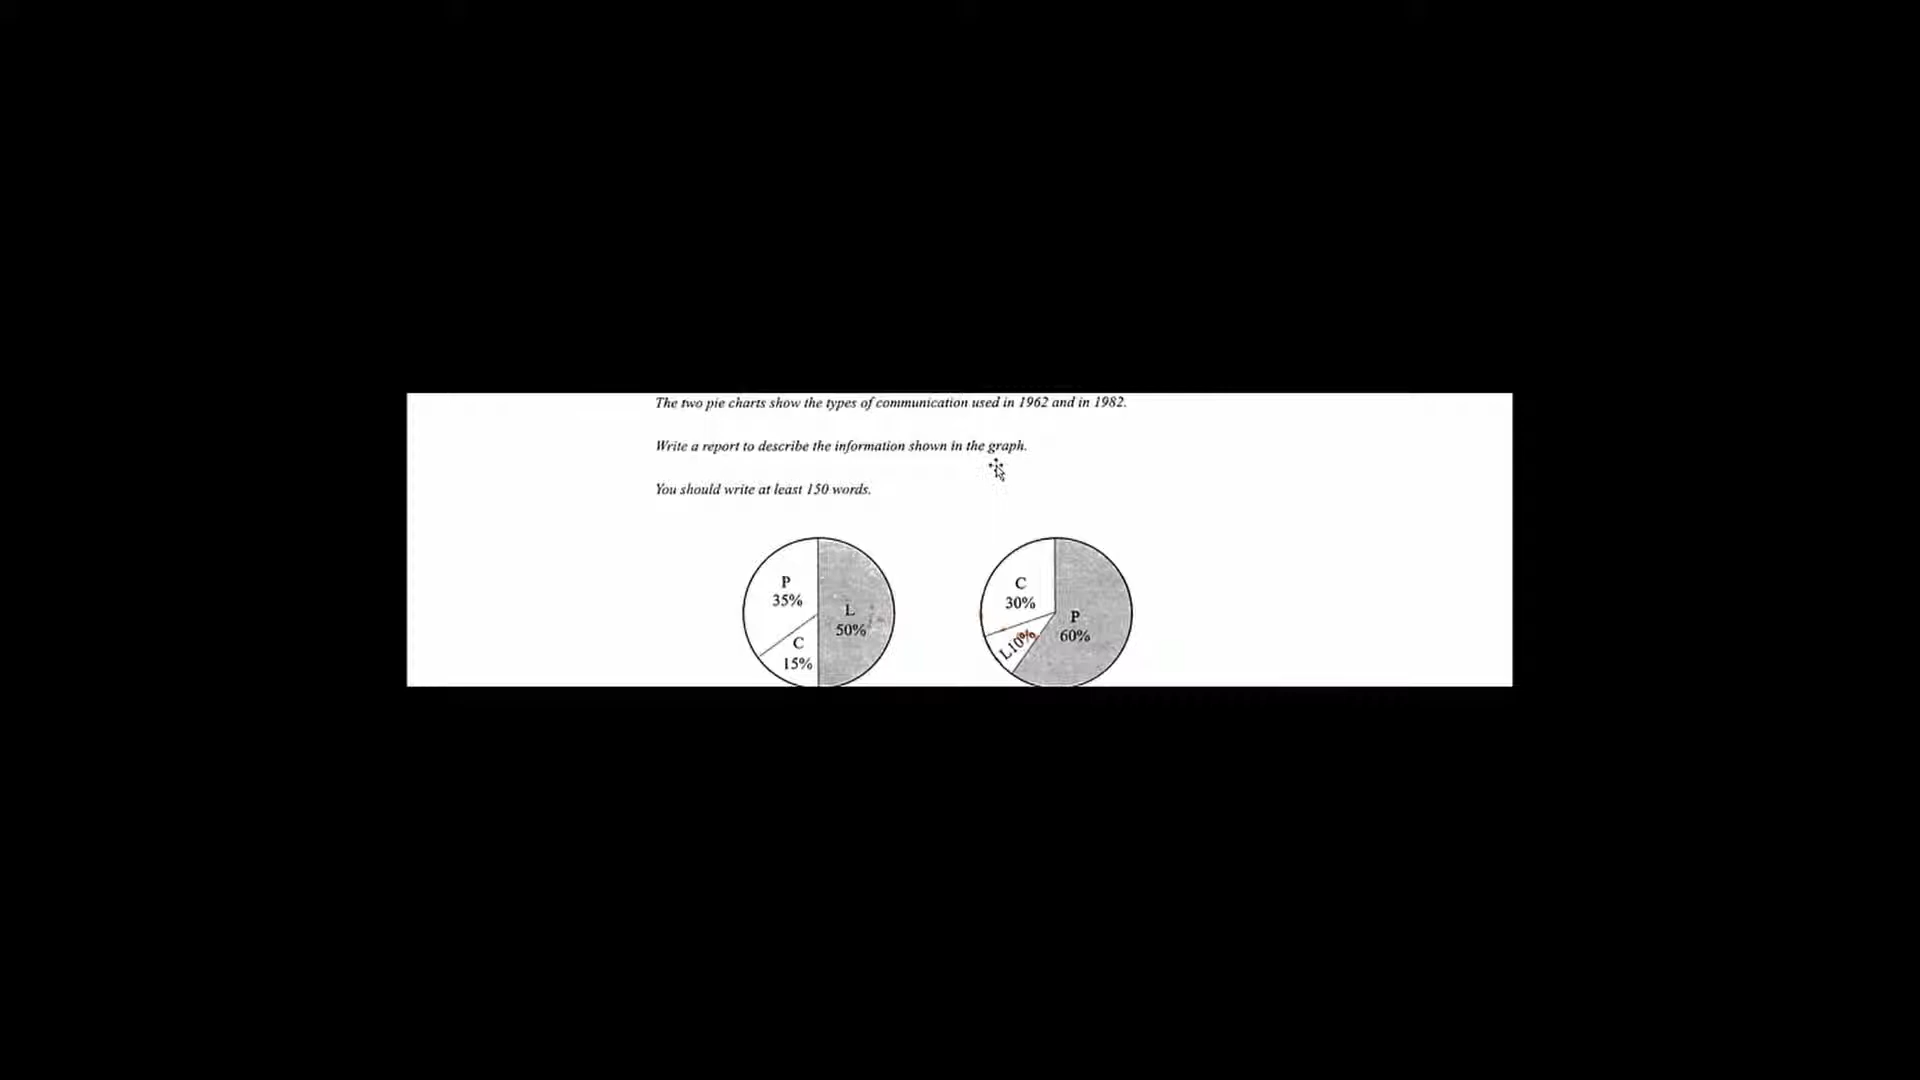 The two pie charts show the types of communication used in 1962 and in 1982.
Write a report to describe the information shown in the graph.
You should write at least 150 words.
P
35%
L
50%
C
15%
C
30%
P
60%
L10%